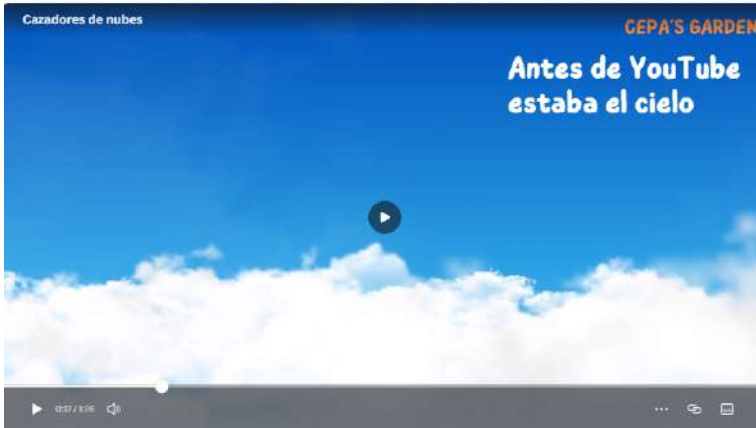 Cazadores de nubes
CEPA'S GARDEN
Antes de YouTube
estaba el cielo